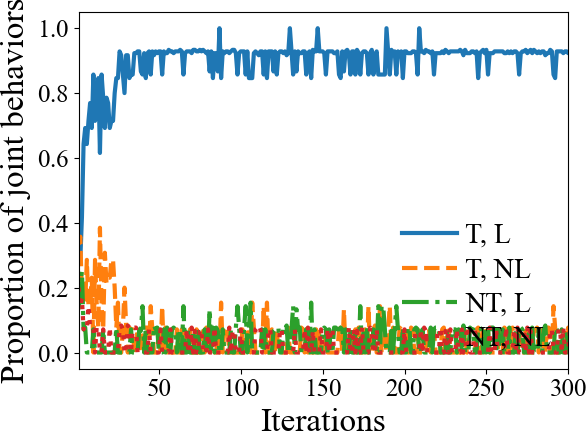 Proportion of joint behaviors
1.0
0.8
0.6
0.4
0.2
0.0
T, L
T, NL
NT, L
NT, NL
50
100
150
200
250
300
Iterations